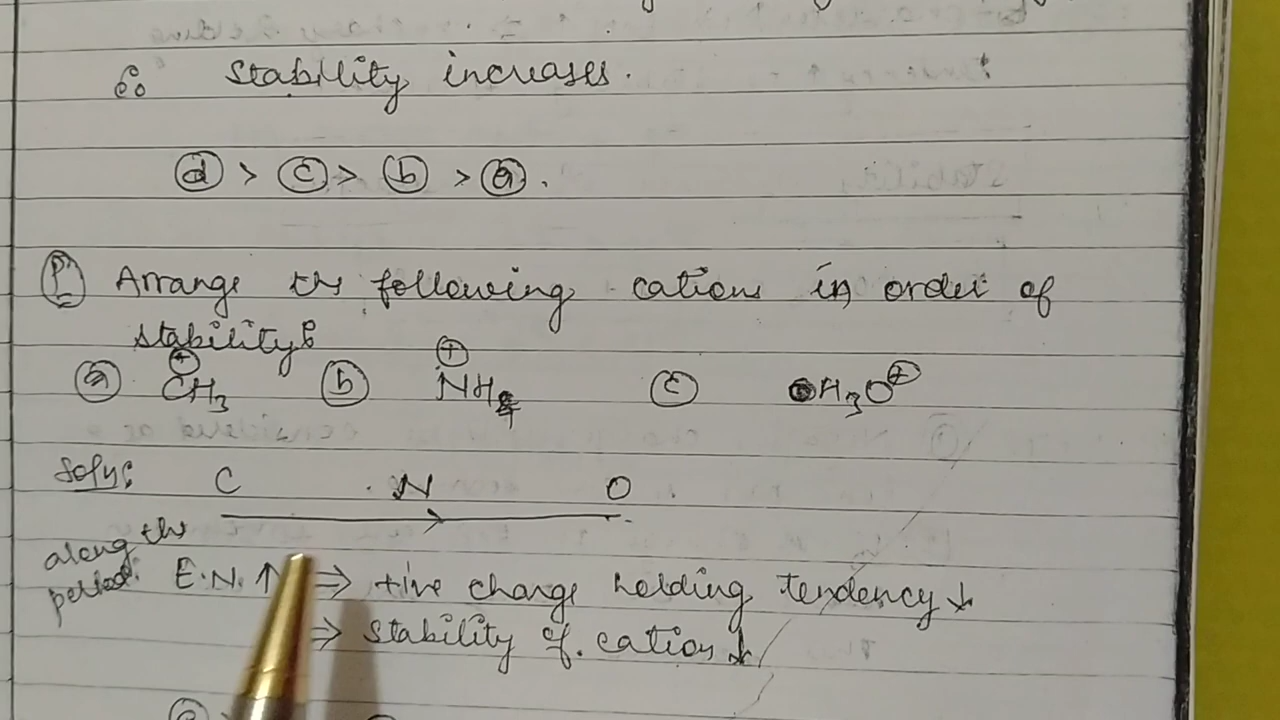 Stability increases.
(d) > (c) > (b) > (a).
Arrange the following cations in order of
stability:
(a) ⊕CH₃ (b) ⊕NH₄ (c) H₃O⊕
Solⁿ: C N O
along the
period. E.N. ↑ ⇒ +ive charge holding tendency ↓
⇒ stability of cation ↓